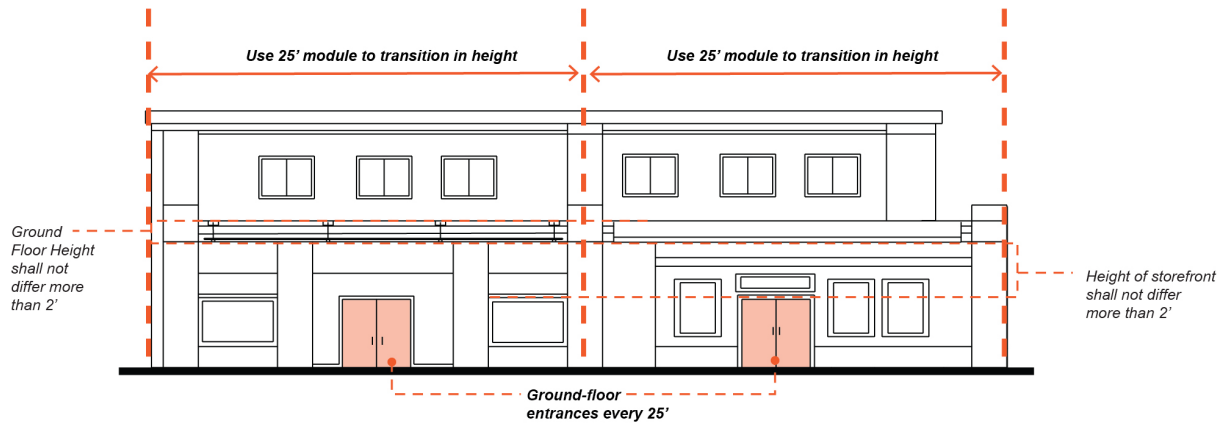 Use 25’ module to transition in height
Use 25’ module to transition in height
Ground
Floor Height
shall not
differ more
than 2’
Height of storefront
shall not differ
more than 2’
Ground-floor
entrances every 25’